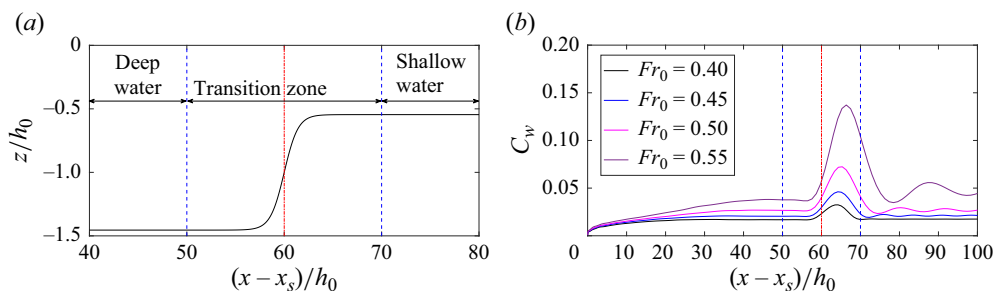 (a)
0
−0.5
−1.0
−1.5
z/h0
Deep water
Transition zone
Shallow water
40 50 60 70 80
(x − xs)/h0
(b)
0.20
0.15
0.10
0.05
Cw
Fr0 = 0.40
Fr0 = 0.45
Fr0 = 0.50
Fr0 = 0.55
0 10 20 30 40 50 60 70 80 90 100
(x − xs)/h0